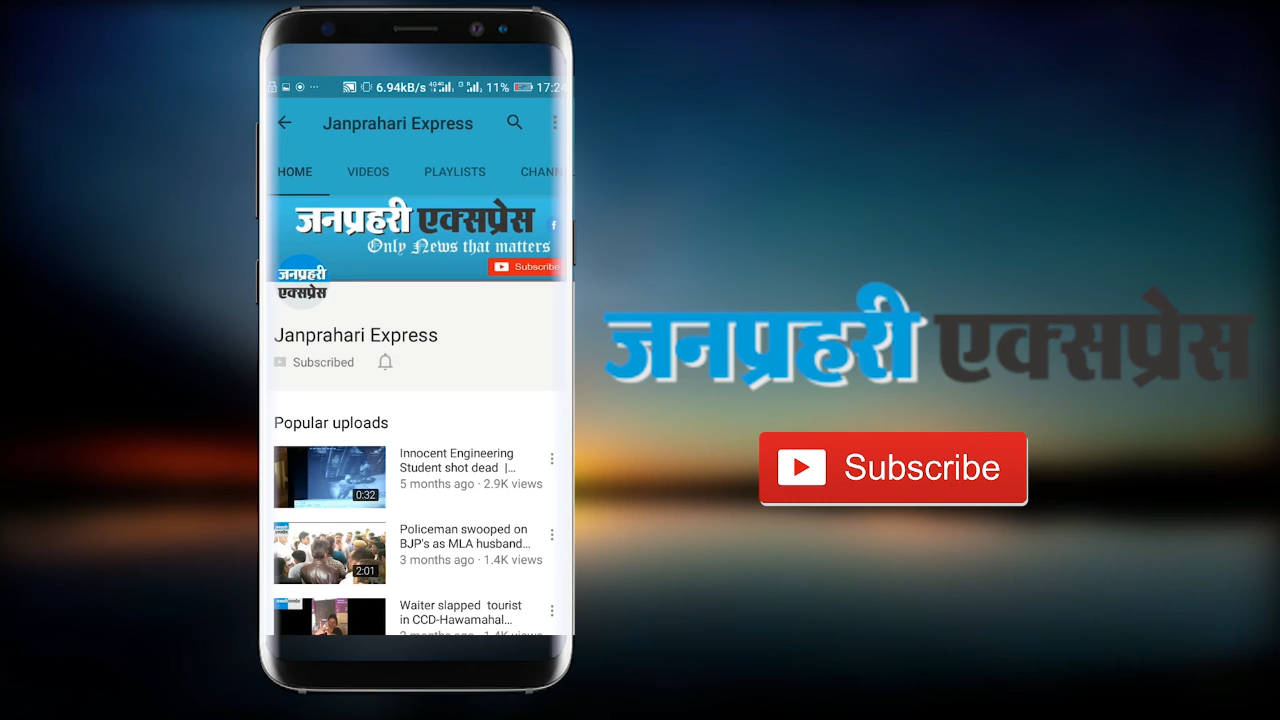 6.94kB/s 11% 17:24
Janprahari Express
HOME VIDEOS PLAYLISTS CHANN
जनप्रहरी एक्सप्रेस
Only News that matters
Subscribe
जनप्रहरी
एक्सप्रेस
Janprahari Express
Subscribed
Popular uploads
Innocent Engineering
Student shot dead |...
5 months ago · 2.9K views
0:32
Policeman swooped on
BJP's as MLA husband...
3 months ago · 1.4K views
2:01
Waiter slapped tourist
in CCD-Hawamahal...
जनप्रहरी एक्सप्रेस
Subscribe